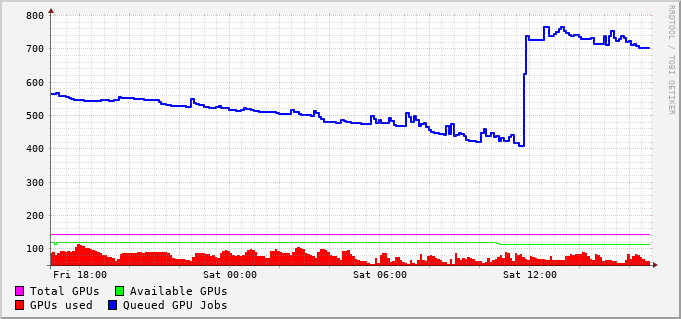 800
700
600
500
400
300
200
100
Fri 18:00 Sat 00:00 Sat 06:00 Sat 12:00
Total GPUs Available GPUs
GPUs used Queued GPU Jobs
RRDTOOL / TOBI OETIKER